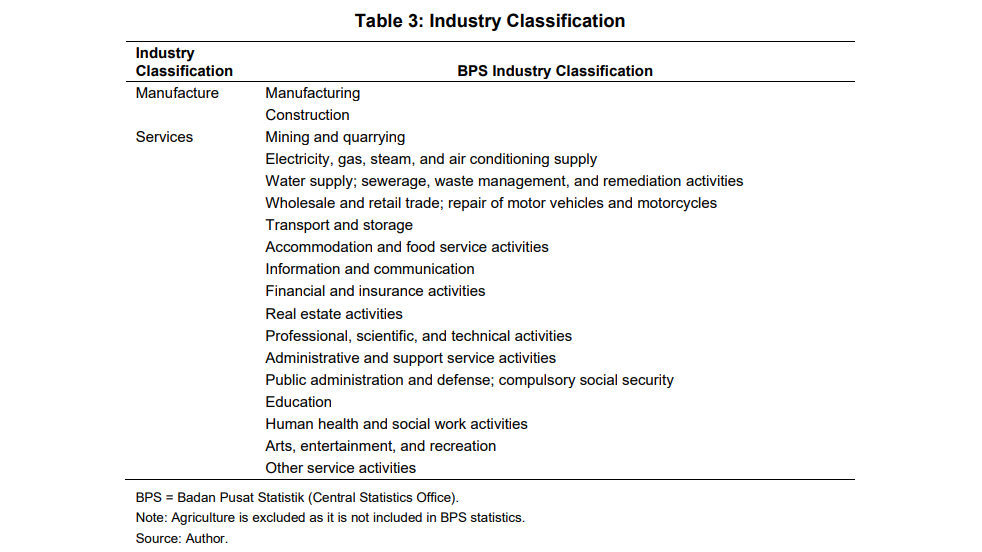 Table 3: Industry Classification
Industry
Classification BPS Industry Classification
Manufacture Manufacturing
Construction
Services Mining and quarrying
Electricity, gas, steam, and air conditioning supply
Water supply; sewerage, waste management, and remediation activities
Wholesale and retail trade; repair of motor vehicles and motorcycles
Transport and storage
Accommodation and food service activities
Information and communication
Financial and insurance activities
Real estate activities
Professional, scientific, and technical activities
Administrative and support service activities
Public administration and defense; compulsory social security
Education
Human health and social work activities
Arts, entertainment, and recreation
Other service activities
BPS = Badan Pusat Statistik (Central Statistics Office).
Note: Agriculture is excluded as it is not included in BPS statistics.
Source: Author.